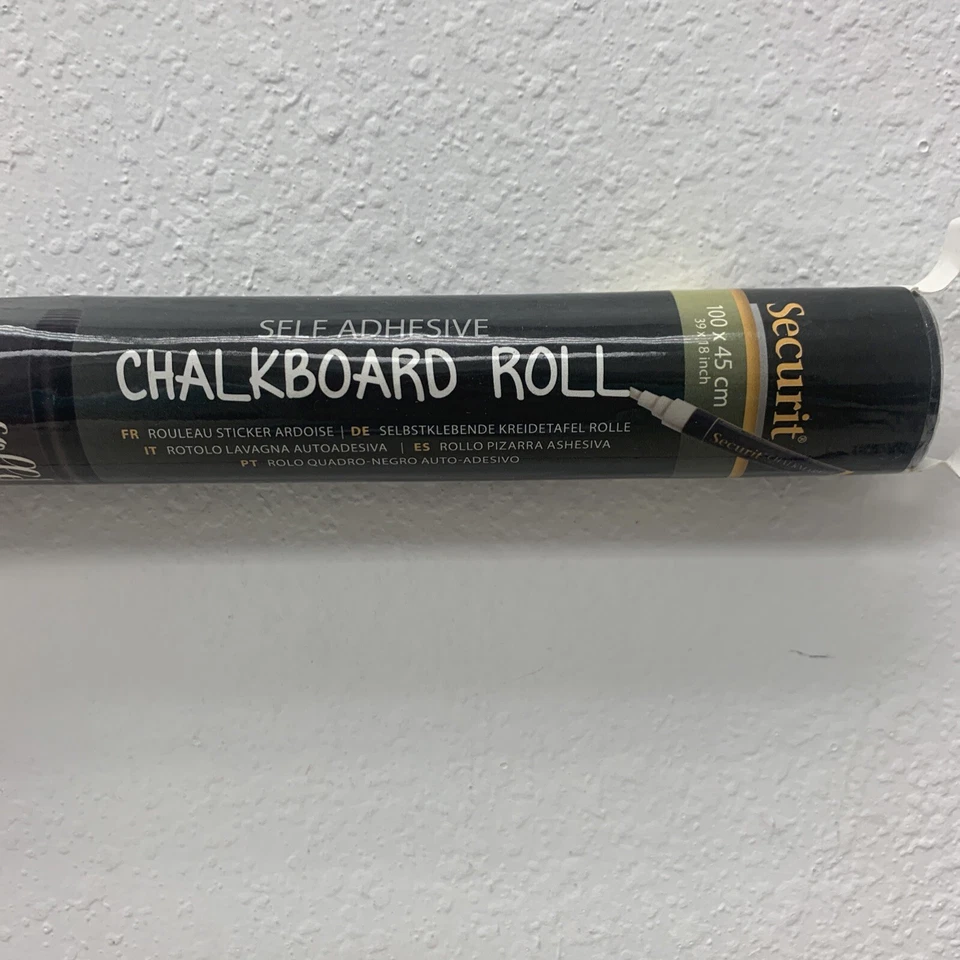 SELF ADHESIVE
CHALKBOARD ROLL
FR ROULEAU STICKER ARDOISE | DE SELBSTKLEBENDE KREIDETAFEL ROLLE
IT ROTOLO LAVAGNA AUTOADESIVA | ES ROLLO PIZARRA ASHESIVA
PT ROLO QUADRO-NEGRO AUTO-ADESIVO
100 x 45 cm
39 x 18 inch
Securit®
Securit®